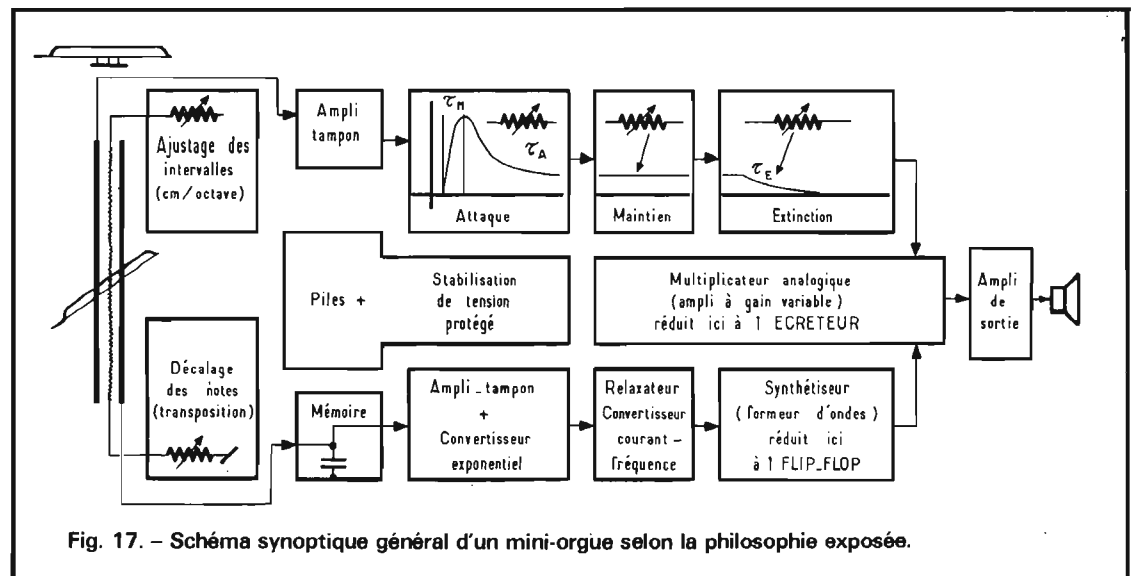 Ajustage des
intervalles
(cm/octave)
Ampli
tampon
τM
τA
Attaque
Maintien
τE
Extinction
Piles +
Stabilisation
de tension
protégé
Multiplicateur analogique
(ampli à gain variable)
réduit ici à 1 ECRETEUR
Ampli
de
sortie
Décalage
des notes
(transposition)
Mémoire
Ampli_tampon
+
Convertisseur
exponentiel
Relaxateur
Convertisseur
courant –
fréquence
Synthétiseur
(formeur d'ondes)
réduit ici
à 1 FLIP_FLOP
Fig. 17. – Schéma synoptique général d'un mini-orgue selon la philosophie exposée.